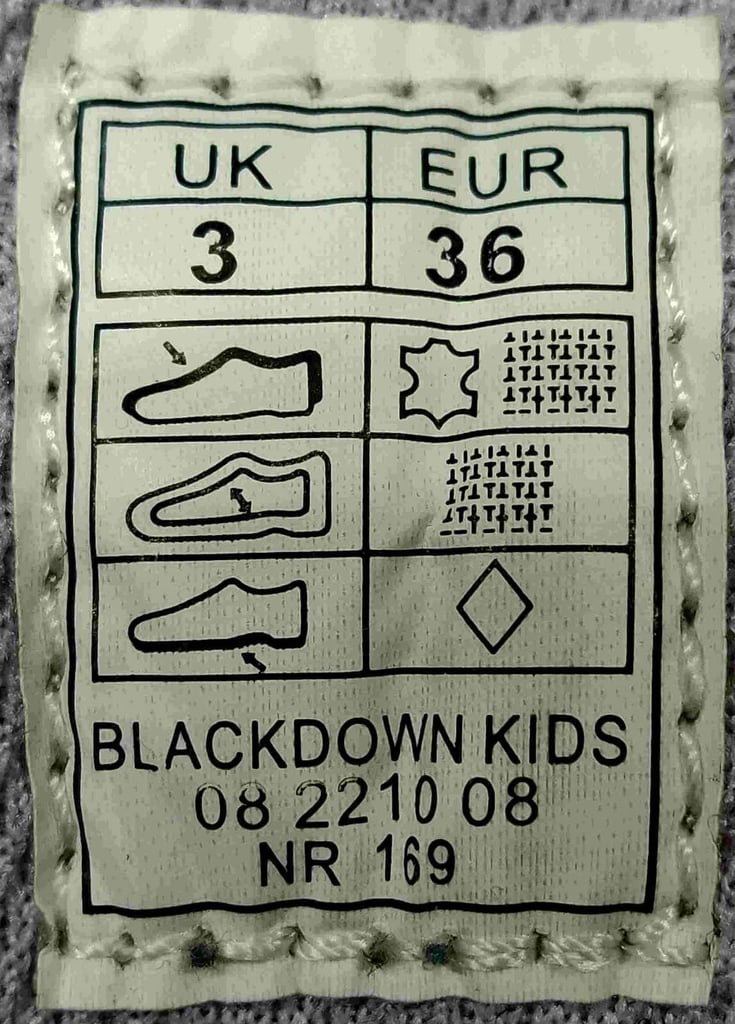 UK EUR
3 36
BLACKDOWN KIDS
08 2210 08
NR 169